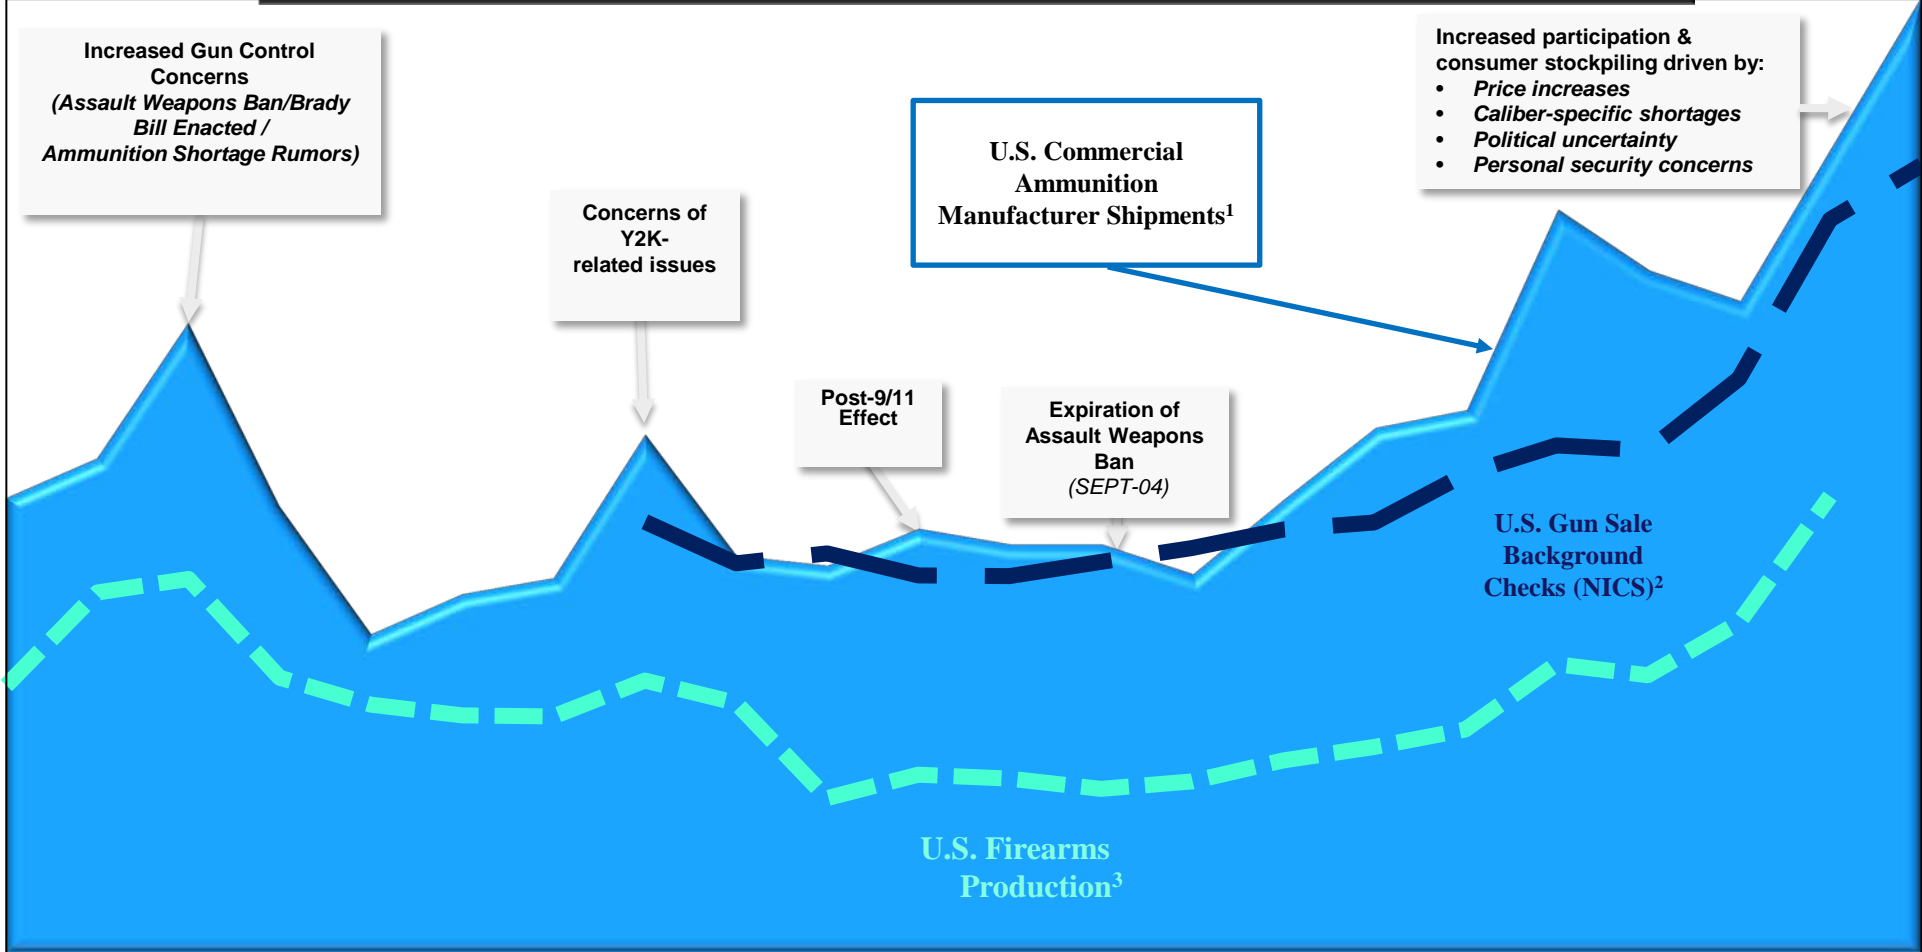 Increased Gun Control
Concerns
(Assault Weapons Ban/Brady
Bill Enacted /
Ammunition Shortage Rumors)
Concerns of
Y2K-
related issues
Post-9/11
Effect
U.S. Commercial
Ammunition
Manufacturer Shipments¹
Expiration of
Assault Weapons
Ban
(SEPT-04)
Increased participation &
consumer stockpiling driven by:
• Price increases
• Caliber-specific shortages
• Political uncertainty
• Personal security concerns
U.S. Gun Sale
Background
Checks (NICS)²
U.S. Firearms
Production³